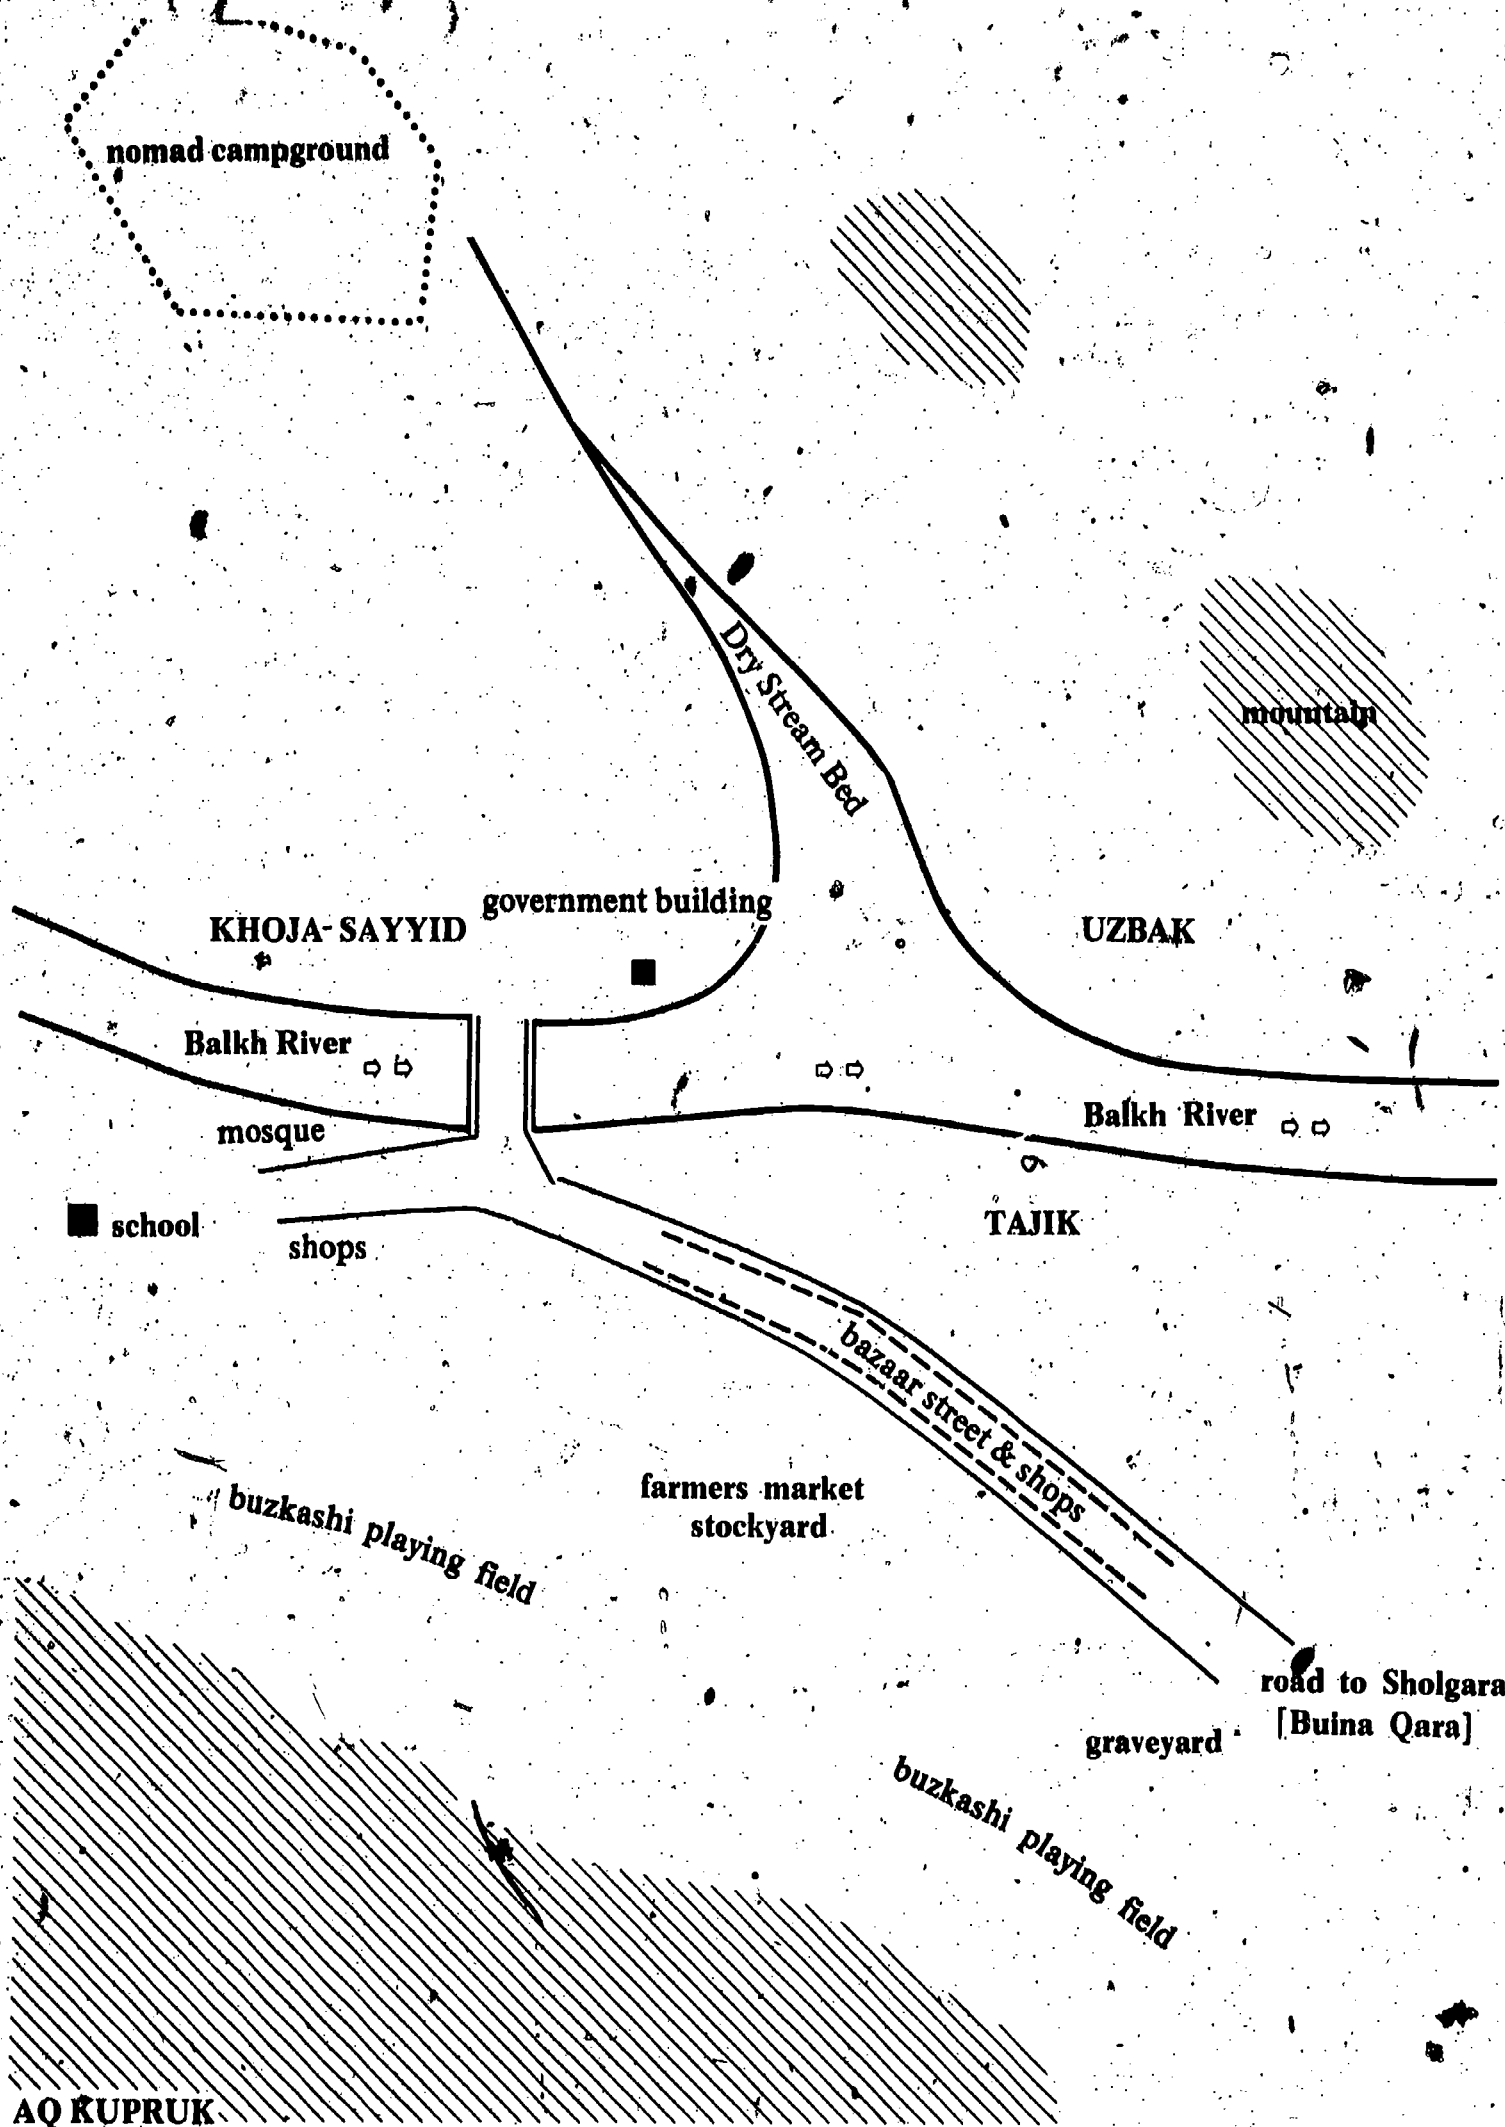 nomad campground
Dry Stream Bed
mountain
government building
KHOJA-SAYYID
UZBAK
Balkh River
Balkh River
mosque
school
shops
TAJIK
bazaar street & shops
farmers market
stockyard
buzkashi playing field
road to Sholgara
[Buina Qara]
graveyard
buzkashi playing field
AQ KUPRUK